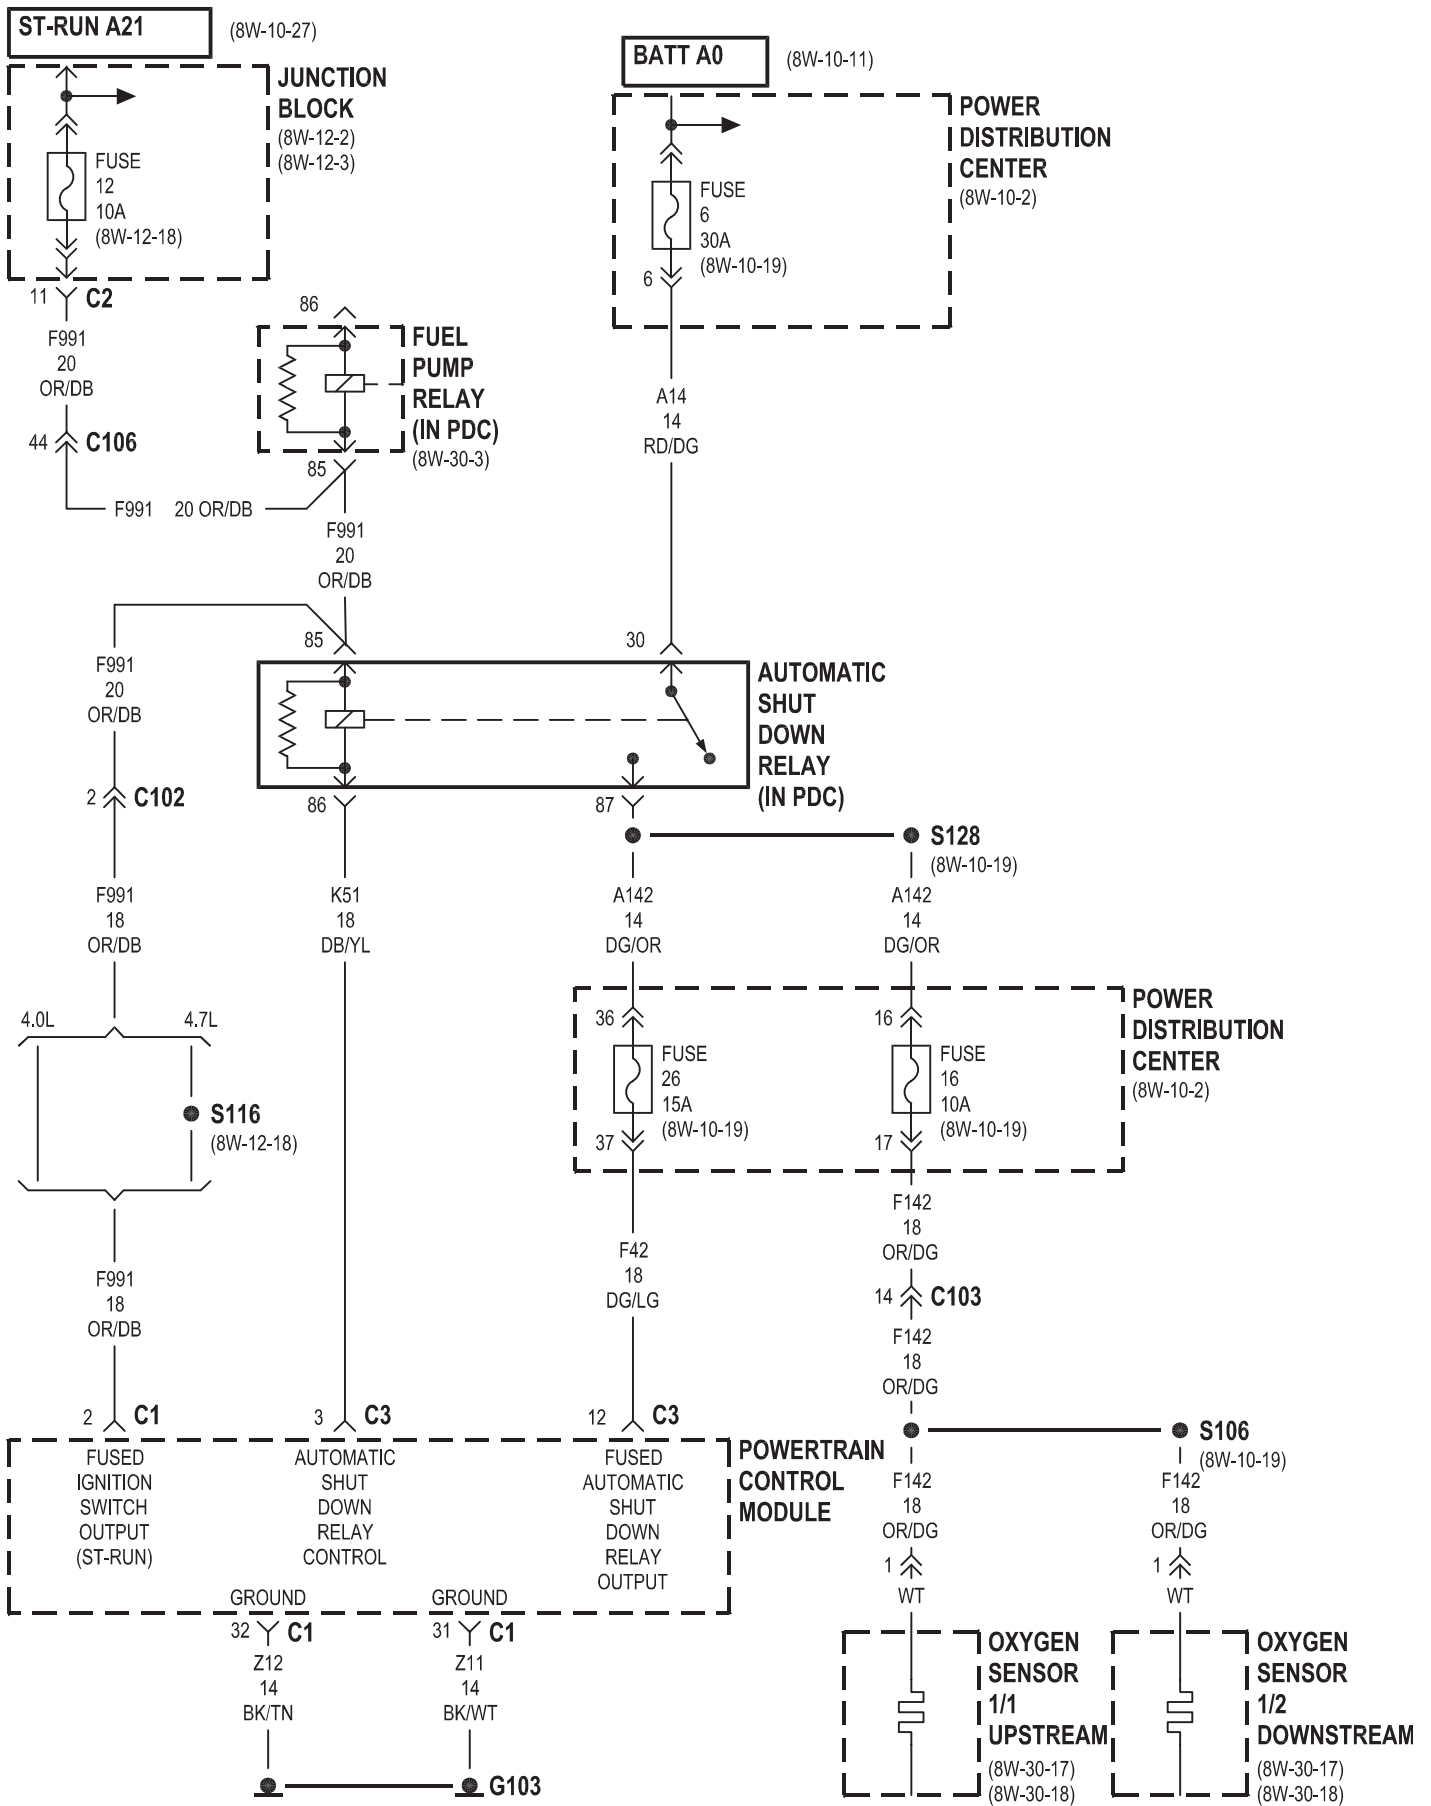 ST-RUN A21
(8W-10-27)
BATT A0
(8W-10-11)
JUNCTION
BLOCK
(8W-12-2)
(8W-12-3)
FUSE
12
10A
(8W-12-18)
POWER
DISTRIBUTION
CENTER
(8W-10-2)
FUSE
6
30A
(8W-10-19)
6
11
C2
F991
20
OR/DB
86
FUEL
PUMP
RELAY
(IN PDC)
(8W-30-3)
85
A14
14
RD/DG
44
C106
F991 20 OR/DB
F991
20
OR/DB
85
30
F991
20
OR/DB
AUTOMATIC
SHUT
DOWN
RELAY
(IN PDC)
2
C102
86
87
S128
(8W-10-19)
F991
18
OR/DB
K51
18
DB/YL
A142
14
DG/OR
A142
14
DG/OR
4.0L
4.7L
POWER
DISTRIBUTION
CENTER
(8W-10-2)
36
FUSE
26
15A
(8W-10-19)
37
16
FUSE
16
10A
(8W-10-19)
17
S116
(8W-12-18)
F142
18
OR/DG
F42
18
DG/LG
F991
18
OR/DB
14
C103
F142
18
OR/DG
2
C1
3
C3
12
C3
S106
(8W-10-19)
FUSED
IGNITION
SWITCH
OUTPUT
(ST-RUN)
AUTOMATIC
SHUT
DOWN
RELAY
CONTROL
FUSED
AUTOMATIC
SHUT
DOWN
RELAY
OUTPUT
POWERTRAIN
CONTROL
MODULE
F142
18
OR/DG
F142
18
OR/DG
1
1
WT
WT
GROUND
GROUND
32
C1
31
C1
Z12
14
BK/TN
Z11
14
BK/WT
G103
OXYGEN
SENSOR
1/1
UPSTREAM
(8W-30-17)
(8W-30-18)
OXYGEN
SENSOR
1/2
DOWNSTREAM
(8W-30-17)
(8W-30-18)